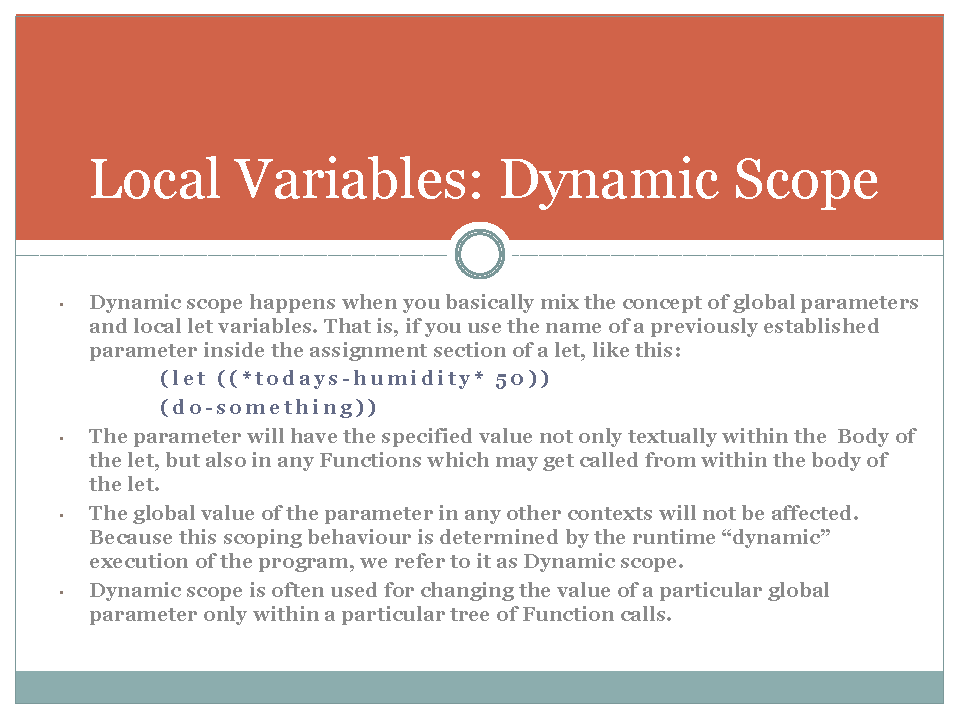 Local Variables: Dynamic Scope
• Dynamic scope happens when you basically mix the concept of global parameters
and local let variables. That is, if you use the name of a previously established
parameter inside the assignment section of a let, like this:
(let ((*todays-humidity* 50))
(do-something))
• The parameter will have the specified value not only textually within the Body of
the let, but also in any Functions which may get called from within the body of
the let.
• The global value of the parameter in any other contexts will not be affected.
Because this scoping behaviour is determined by the runtime “dynamic”
execution of the program, we refer to it as Dynamic scope.
• Dynamic scope is often used for changing the value of a particular global
parameter only within a particular tree of Function calls.